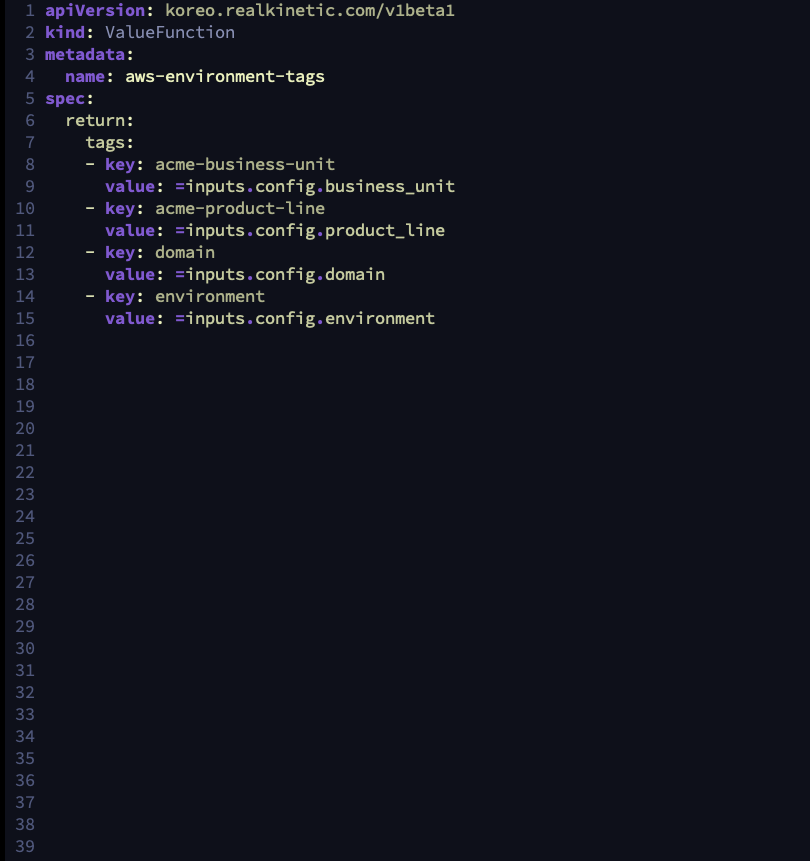 1 apiVersion: koreo.realkinetic.com/v1beta1
2 kind: ValueFunction
3 metadata:
4   name: aws-environment-tags
5 spec:
6   return:
7     tags:
8     - key: acme-business-unit
9       value: =inputs.config.business_unit
10     - key: acme-product-line
11       value: =inputs.config.product_line
12     - key: domain
13       value: =inputs.config.domain
14     - key: environment
15       value: =inputs.config.environment
16
17
18
19
20
21
22
23
24
25
26
27
28
29
30
31
32
33
34
35
36
37
38
39